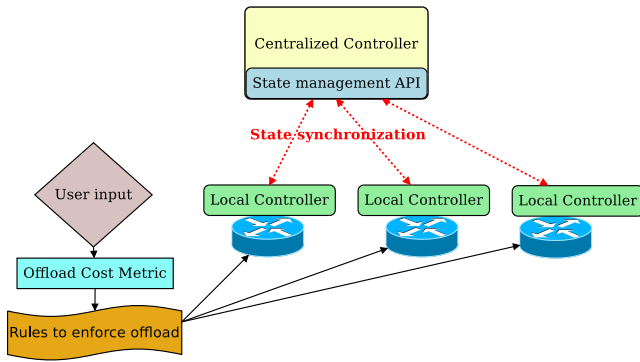 Centralized Controller
State management API
State synchronization
User input
Local Controller
Local Controller
Local Controller
Offload Cost Metric
Rules to enforce offload